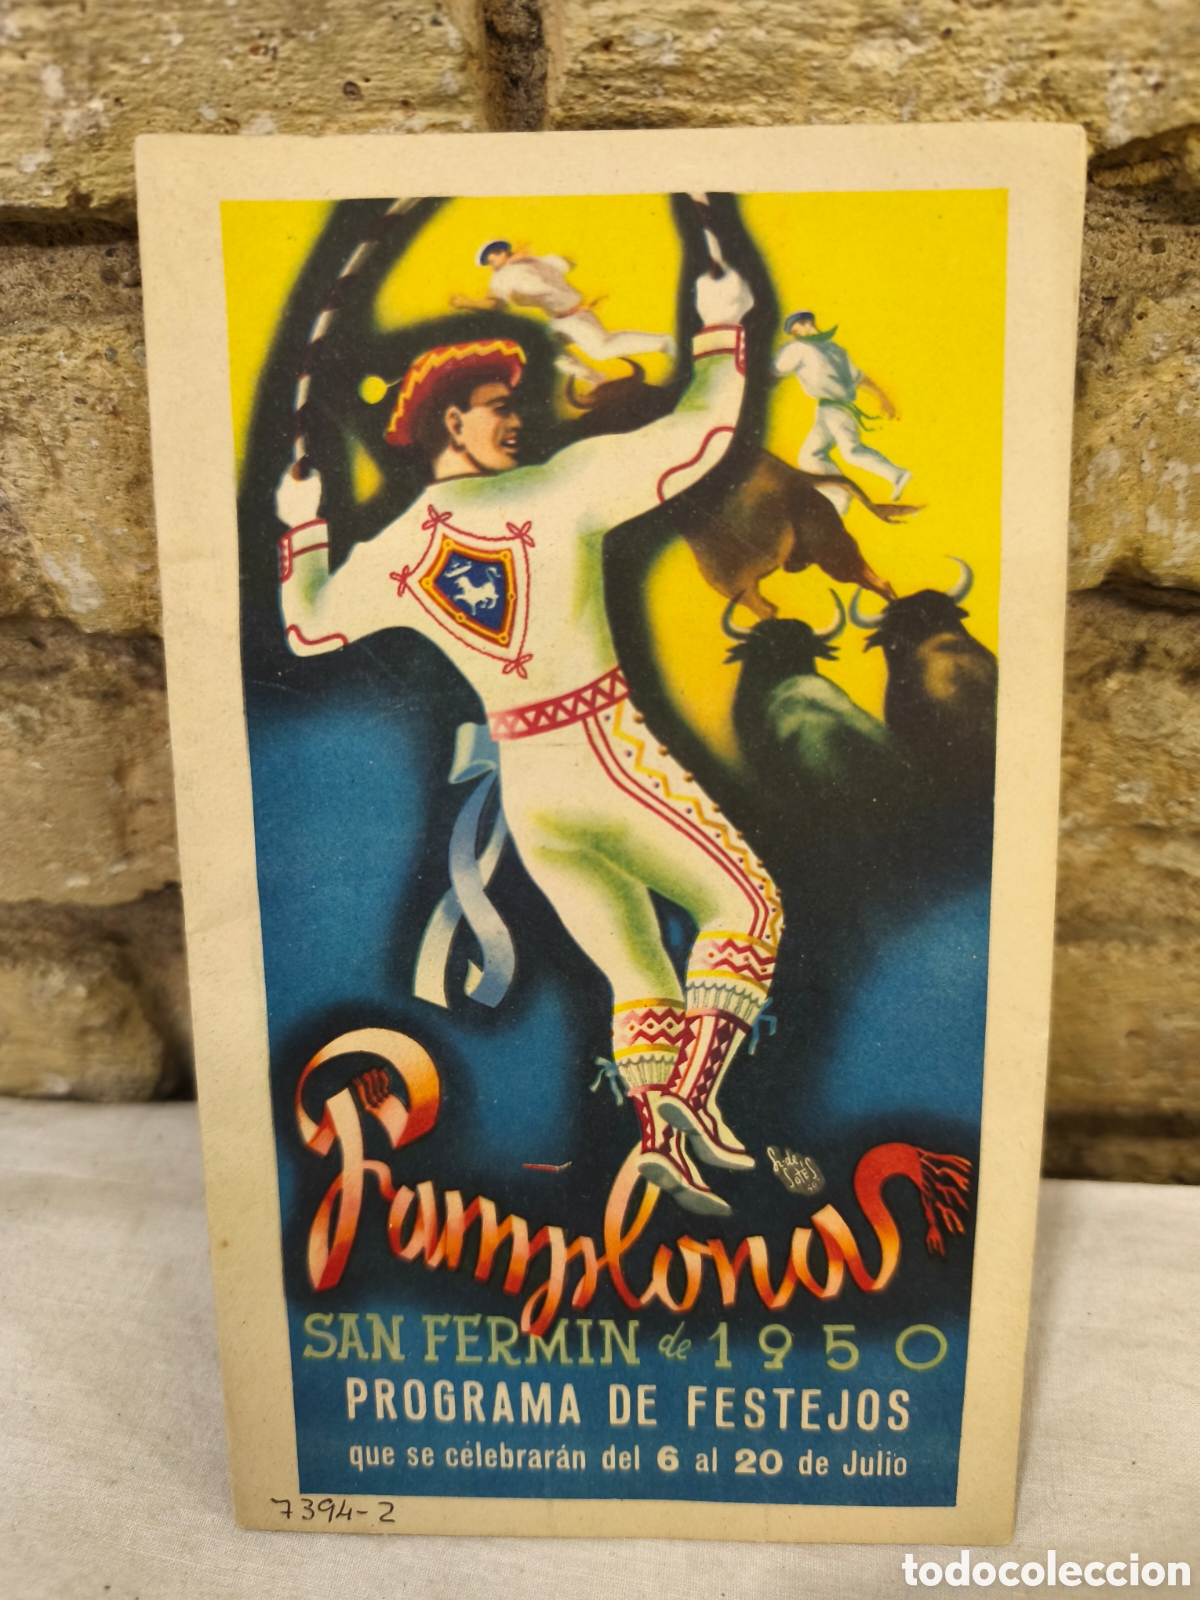 Pamplona
SAN FERMIN de 1950
PROGRAMA DE FESTEJOS
que se celebrarán del 6 al 20 de Julio
7394-2
todocoleccion